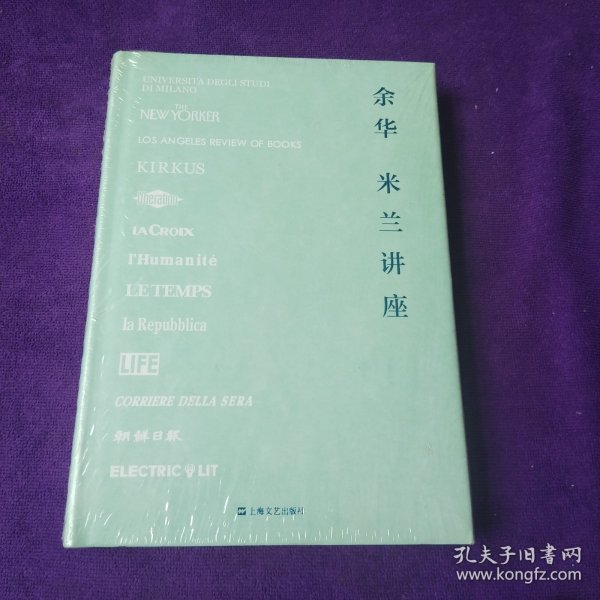 UNIVERSITÀ DEGLI STUDI
DI MILANO
THE
NEW YORKER
LOS ANGELES REVIEW OF BOOKS
KIRKUS
Libération
LA CROIX
l'Humanité
LE TEMPS
la Repubblica
LIFE
CORRIERE DELLA SERA
朝鲜日报
ELECTRIC LIT
余华 米兰讲座
上海文艺出版社
孔夫子旧书网
www.kongfz.com